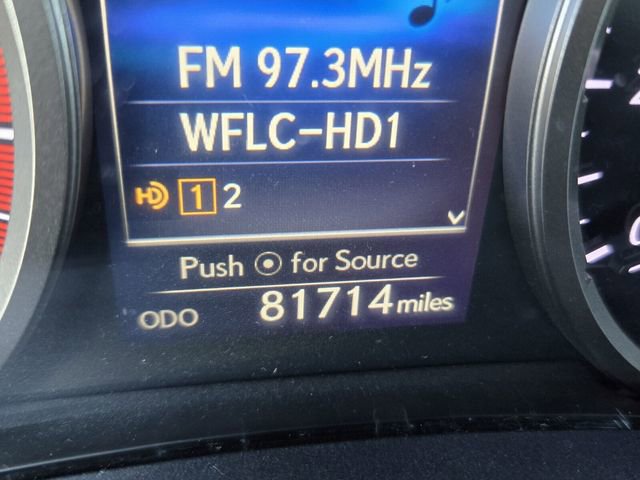 FM 97.3MHz
WFLC-HD1
HD 1 2
Push ⊙ for Source
ODO 81714 miles